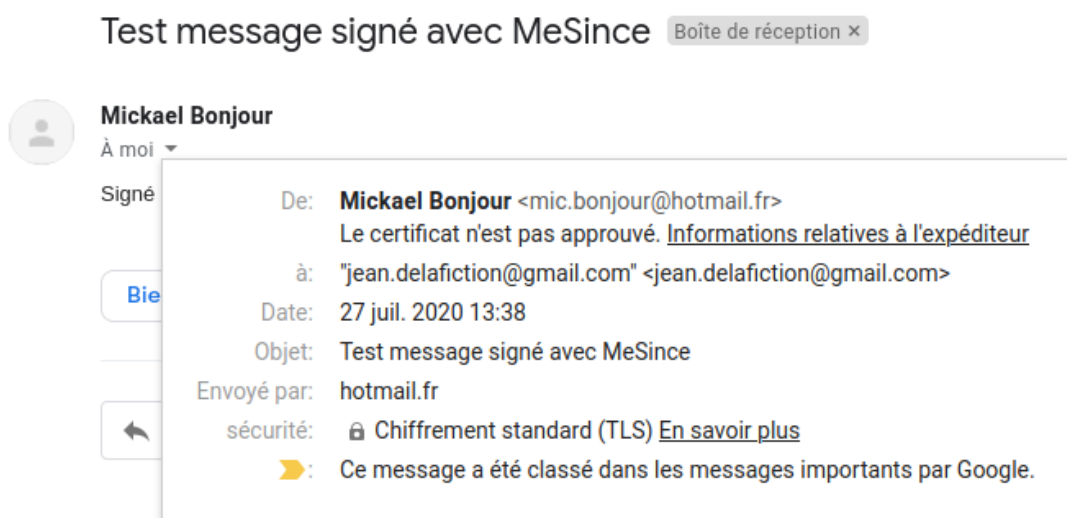 Test message signé avec MeSince Boîte de réception ×
Mickael Bonjour
À moi
Signé
De: Mickael Bonjour <mic.bonjour@hotmail.fr>
Le certificat n'est pas approuvé. Informations relatives à l'expéditeur
à: "jean.delafiction@gmail.com" <jean.delafiction@gmail.com>
Date: 27 juil. 2020 13:38
Objet: Test message signé avec MeSince
Envoyé par: hotmail.fr
sécurité: Chiffrement standard (TLS) En savoir plus
: Ce message a été classé dans les messages importants par Google.
Bie